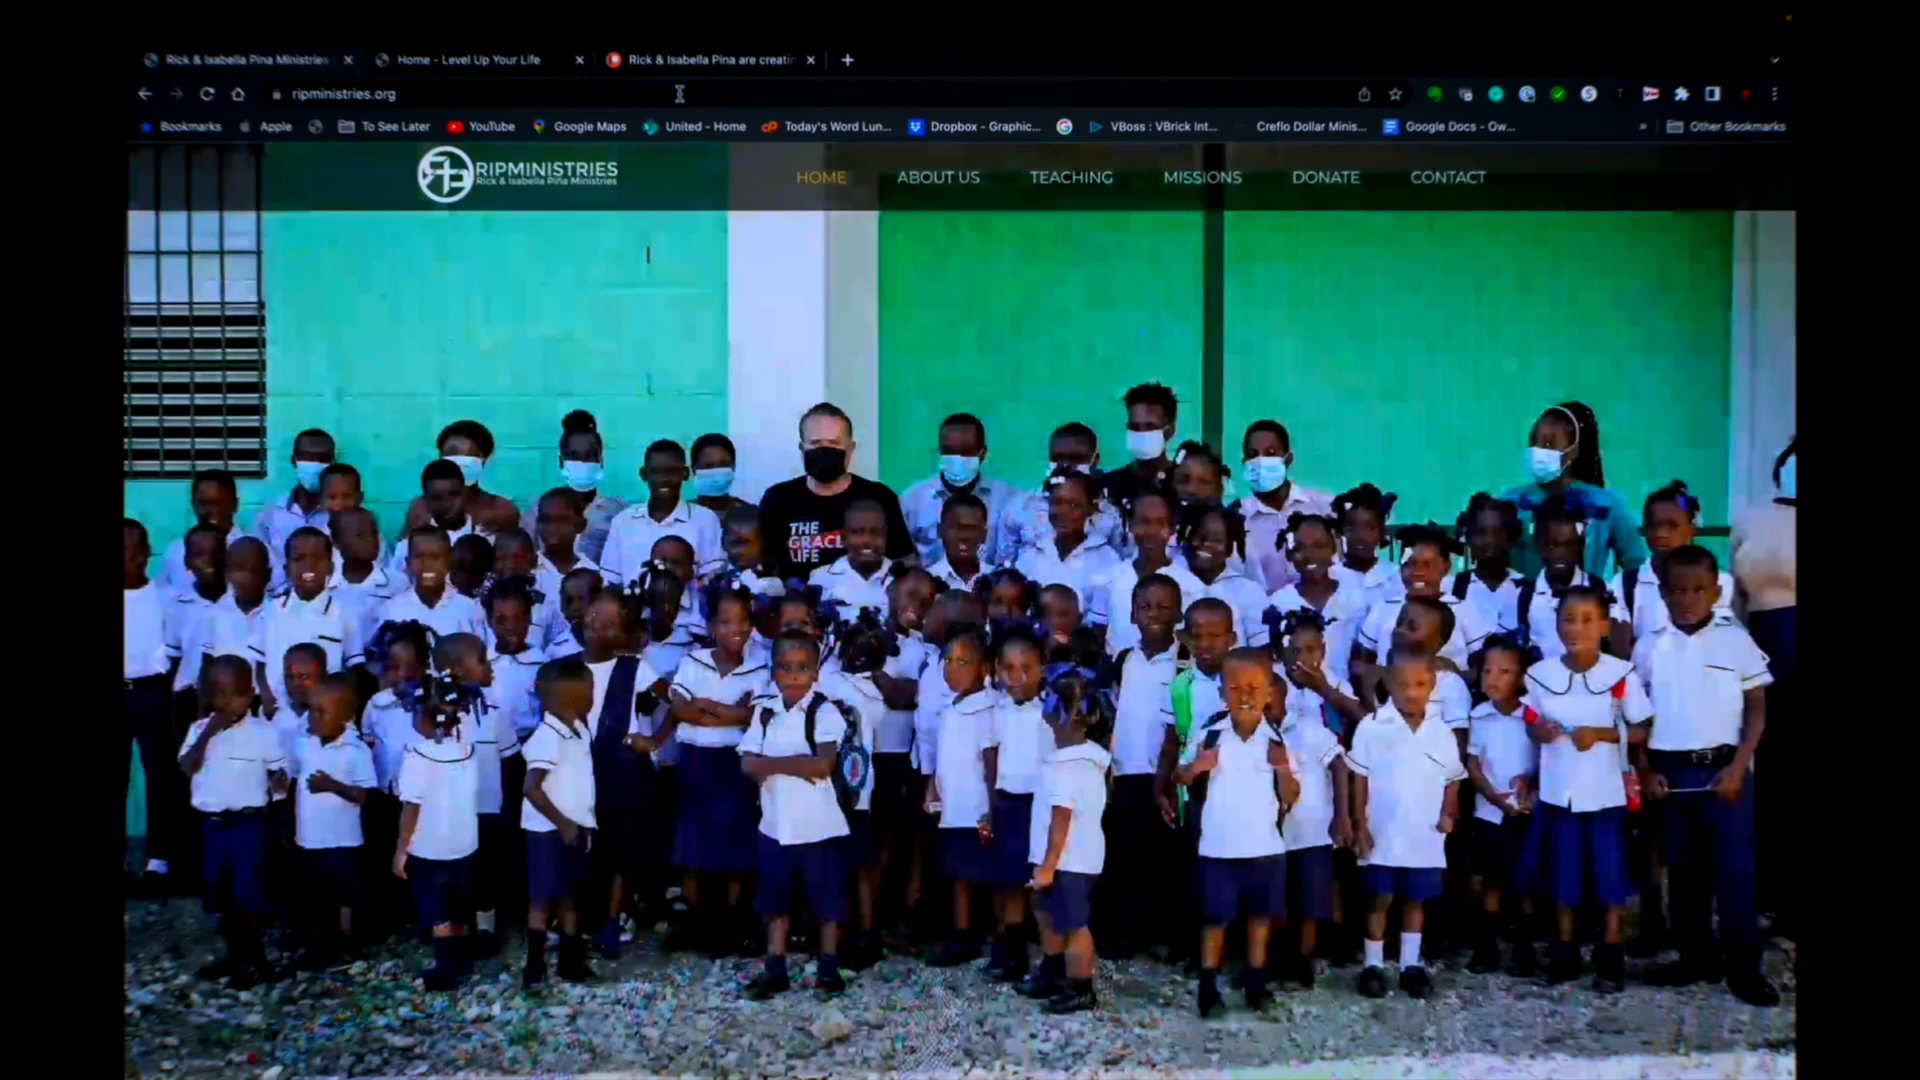 Rick & Isabella Pina Ministries
Home - Level Up Your Life
Rick & Isabella Pina are creatin
ripministries.org
Bookmarks
Apple
To See Later
YouTube
Google Maps
United - Home
Today's Word Lun...
Dropbox - Graphic...
VBoss : VBrick Int...
Creflo Dollar Minis...
Google Docs - Ow...
»
Other Bookmarks
RIPMINISTRIES
Rick & Isabella Piña Ministries
HOME
ABOUT US
TEACHING
MISSIONS
DONATE
CONTACT
THE
GRACE
LIFE